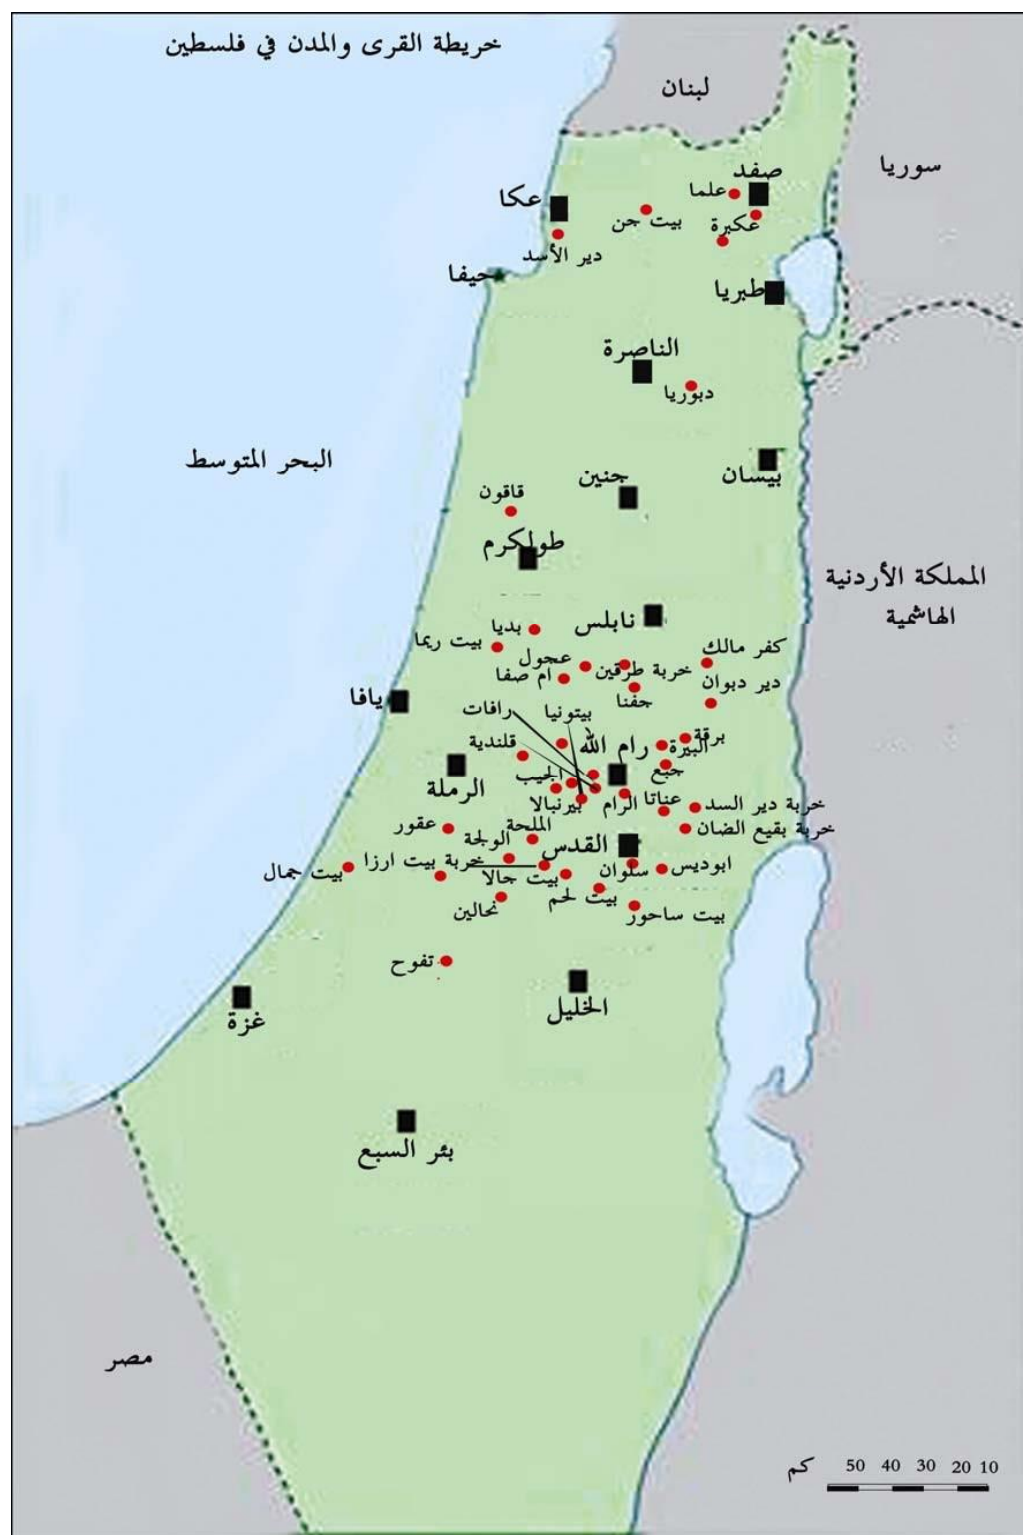 خريطة القرى والمدن في فلسطين
لبنان
سوريا
صفد
علما
عكا
بيت جن
عكبرة
دير الأسد
حيفا
طبريا
الناصرة
دبوريا
البحر المتوسط
بيسان
جنين
قاقون
طولكرم
المملكة الأردنية
الهاشمية
نابلس
بديا
بيت ريما
كفر مالك
عجول
خربة طرفين
ام صفا
دير دبوان
جفنا
يافا
رافات
بيتونيا
برقة
قلندية
رام الله
البيرة
جبع
الجيب
الرملة
بيرنبالا
الرام
عناتا
خربة دير السد
عقور
الملحة
خربة بقيع الضان
الولجة
القدس
خربة بيت ارزا
بيت جمال
بيت جالا
سلوان
ابوديس
بيت لحم
نحالين
بيت ساحور
تفوح
الخليل
غزة
بئر السبع
مصر
كم 50 40 30 20 10